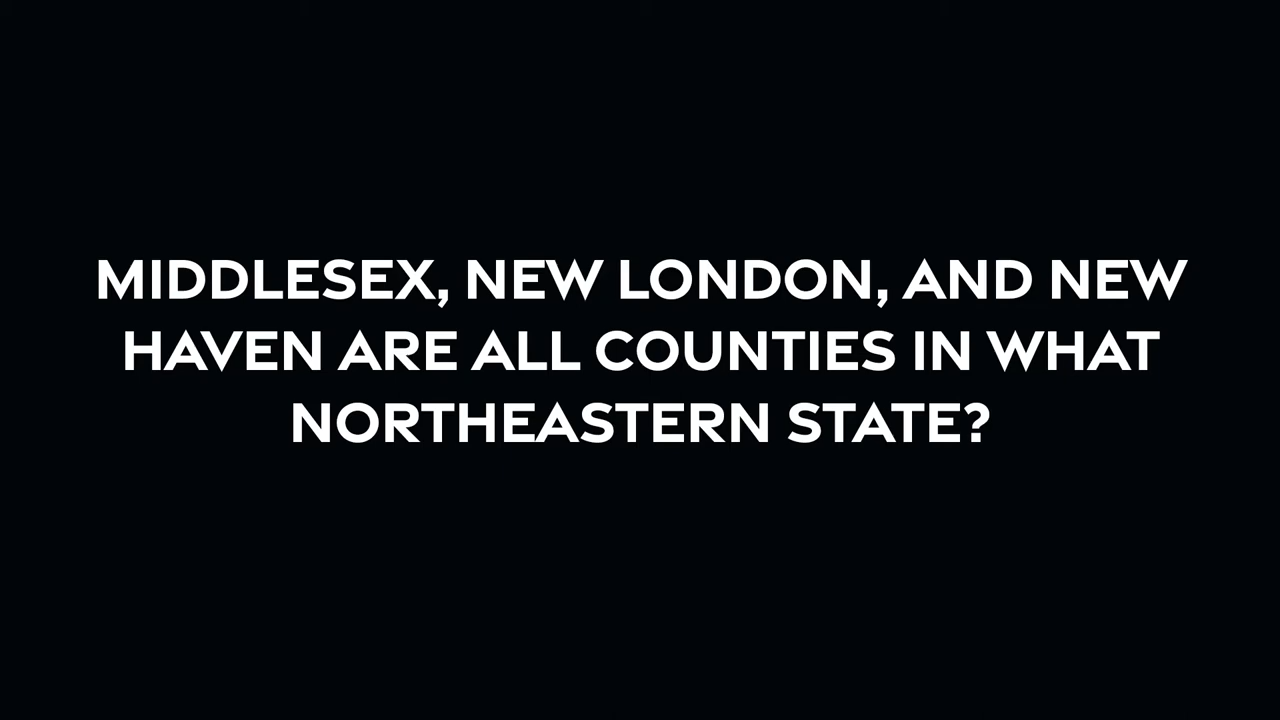 MIDDLESEX, NEW LONDON, AND NEW
HAVEN ARE ALL COUNTIES IN WHAT
NORTHEASTERN STATE?